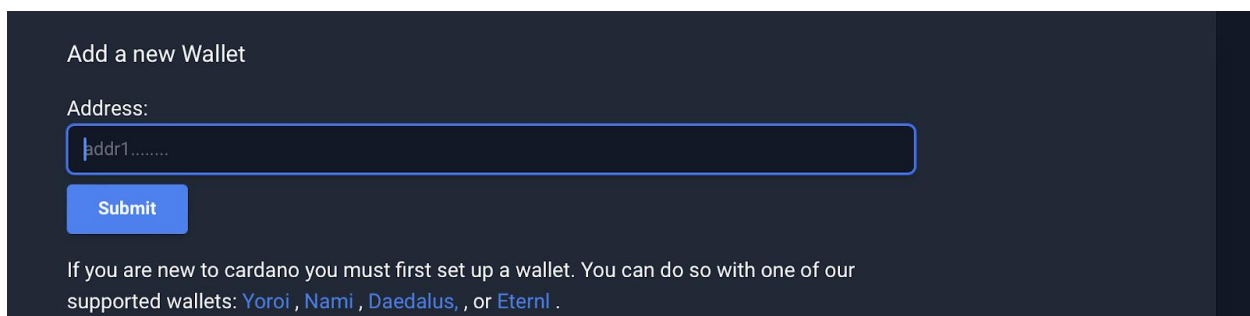 Add a new Wallet
Address:
addr1........
Submit
If you are new to cardano you must first set up a wallet. You can do so with one of our
supported wallets: Yoroi , Nami , Daedalus, , or Eternl .